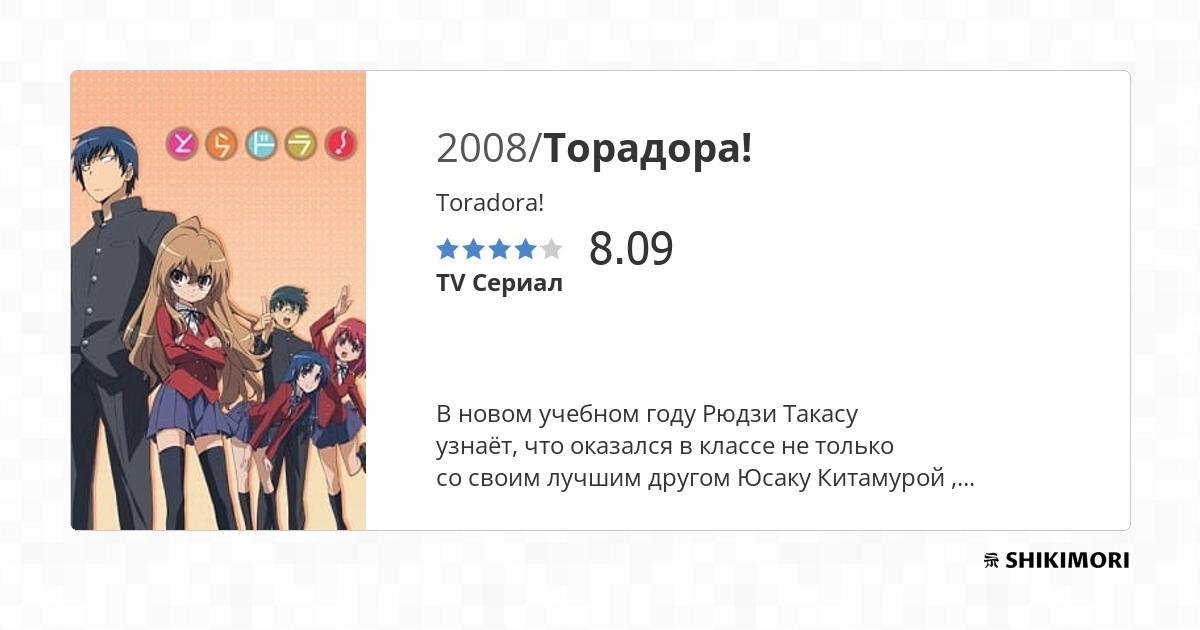 とらドラ!
2008/Торадора!
Toradora!
8.09
TV Сериал
В новом учебном году Рюдзи Такасу
узнаёт, что оказался в классе не только
со своим лучшим другом Юсаку Китамурой ,...
SHIKIMORI